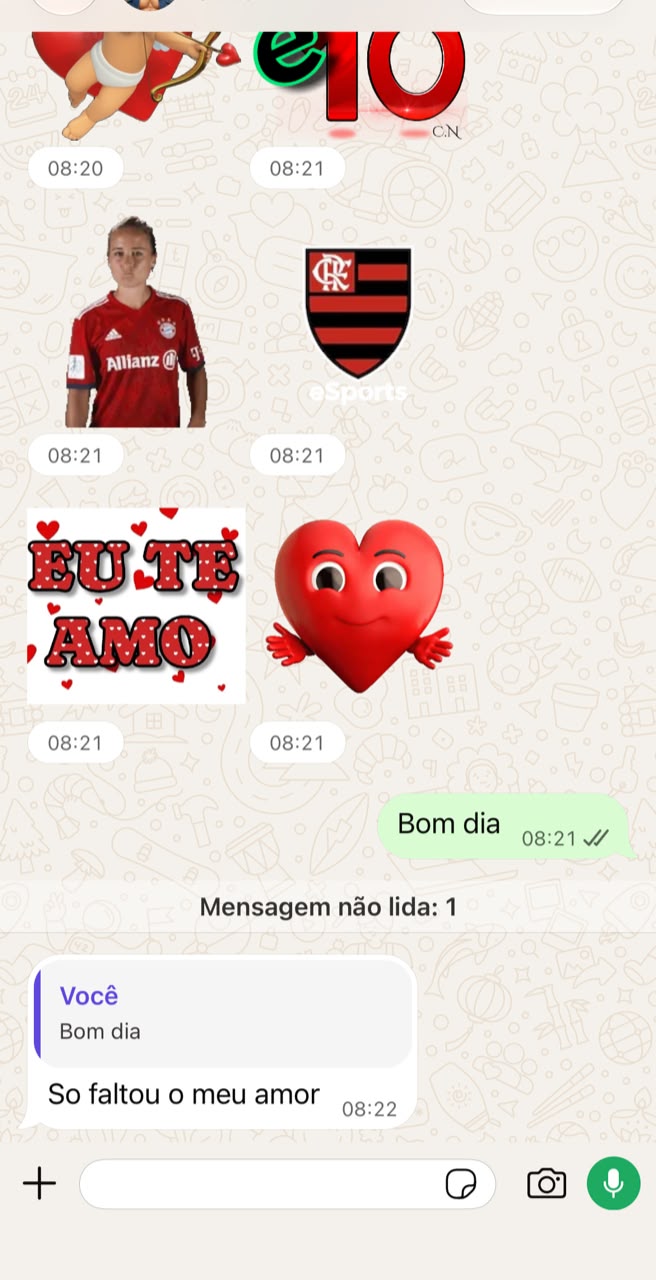 e10
C.N
08:20
08:21
Allianz
eSports
08:21
08:21
EU TE
AMO
08:21
08:21
Bom dia
08:21
Mensagem não lida: 1
Você
Bom dia
So faltou o meu amor
08:22